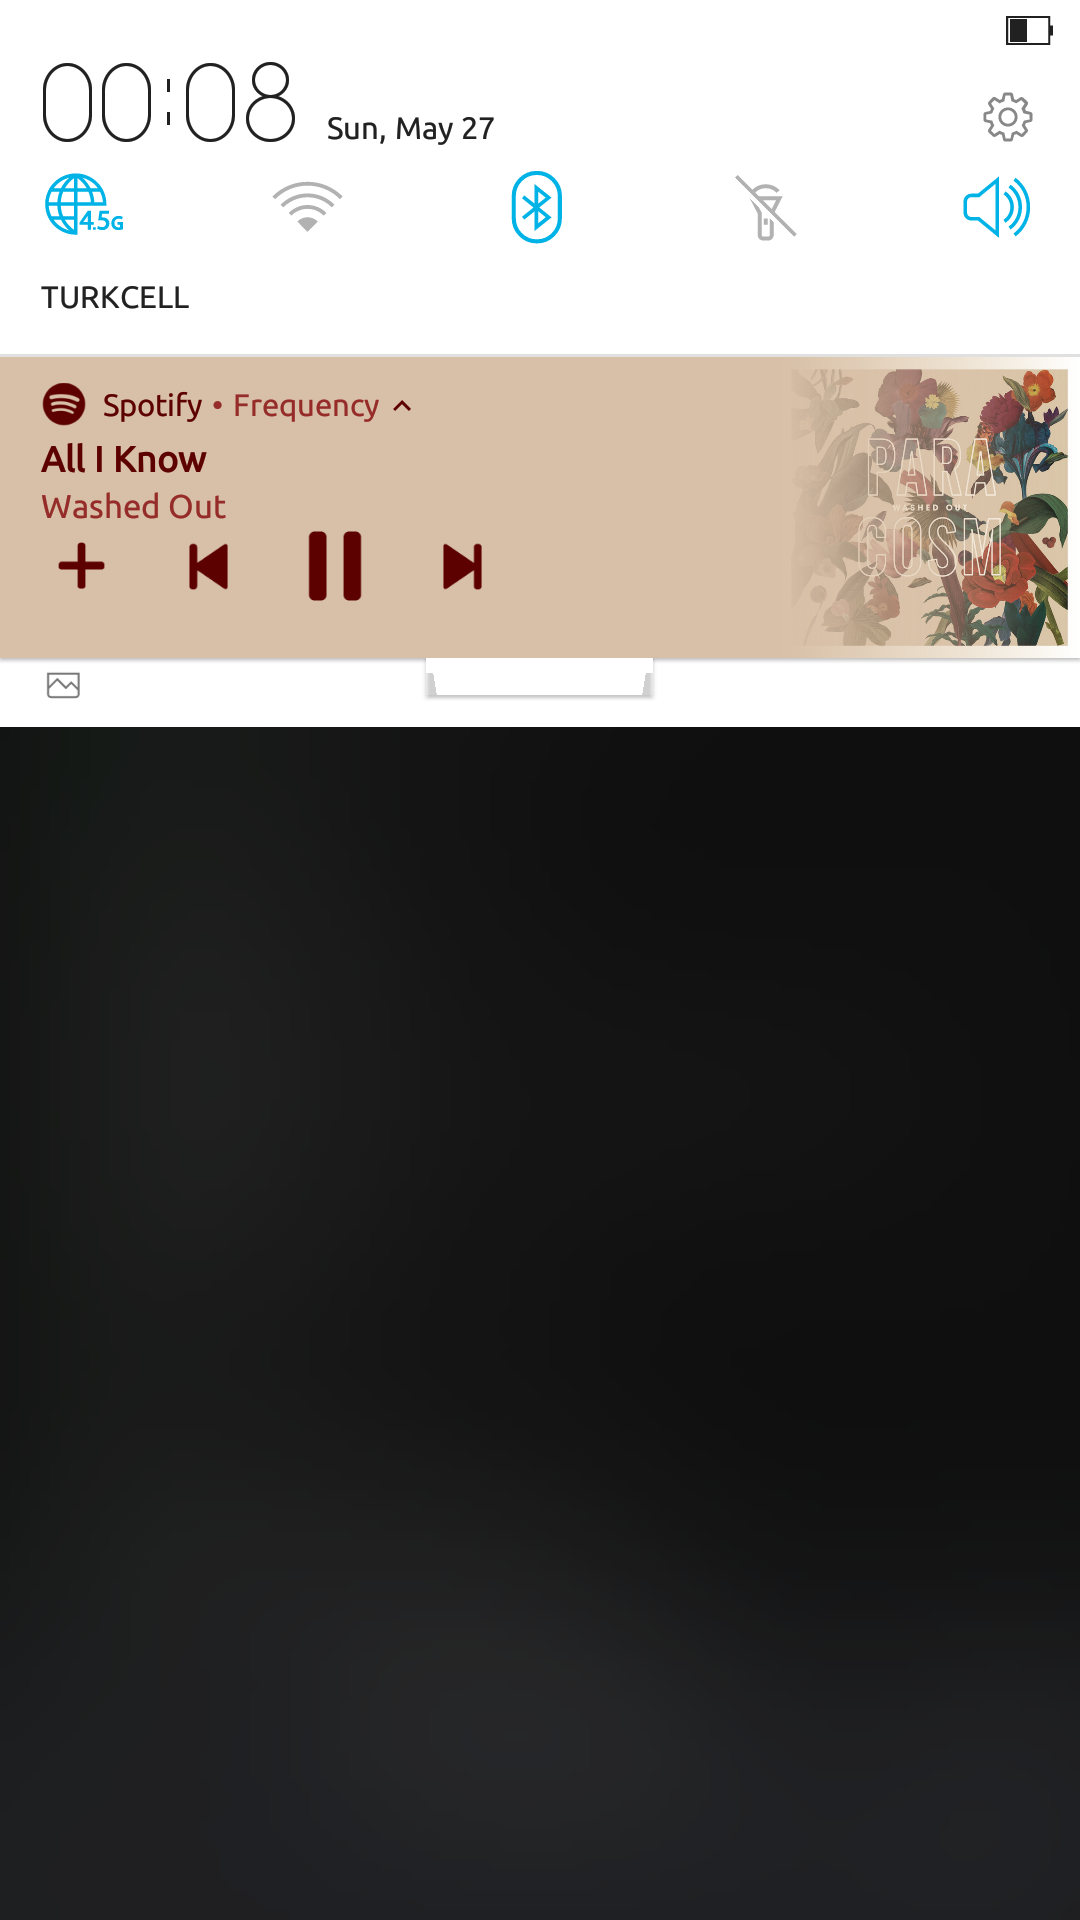 00:08 Sun, May 27
4.5G
TURKCELL
Spotify • Frequency
All I Know
Washed Out
PARA
WASHED OUT
COSM